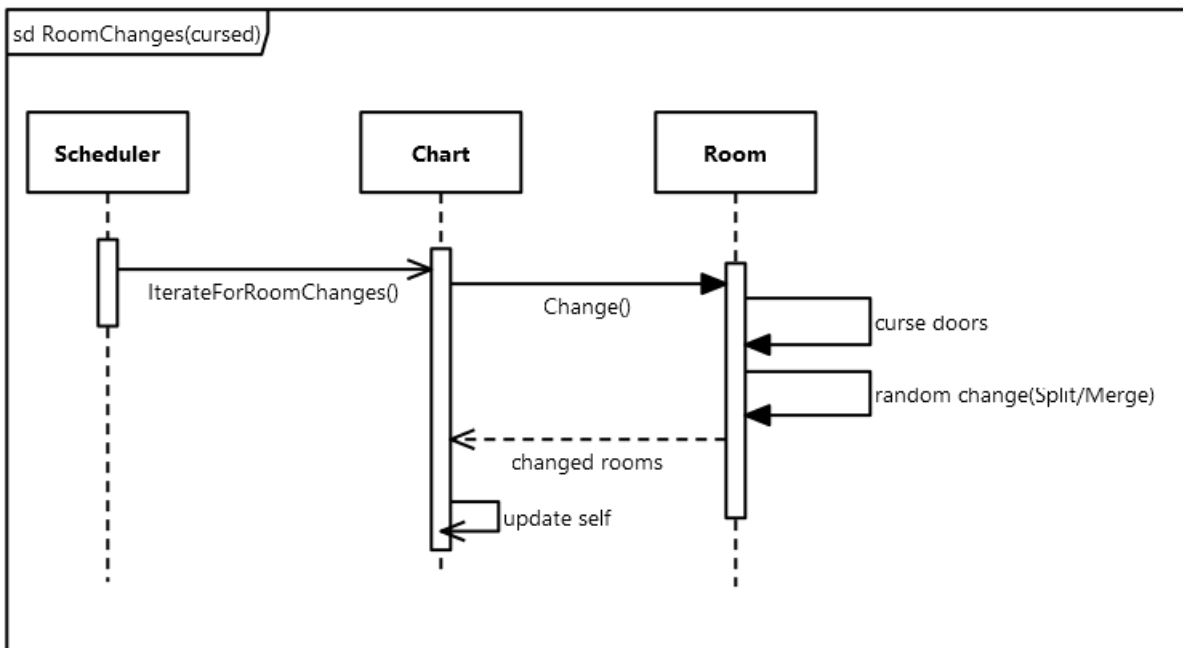 sd RoomChanges(cursed)
Scheduler
Chart
Room
IterateForRoomChanges()
Change()
curse doors
random change(Split/Merge)
changed rooms
update self